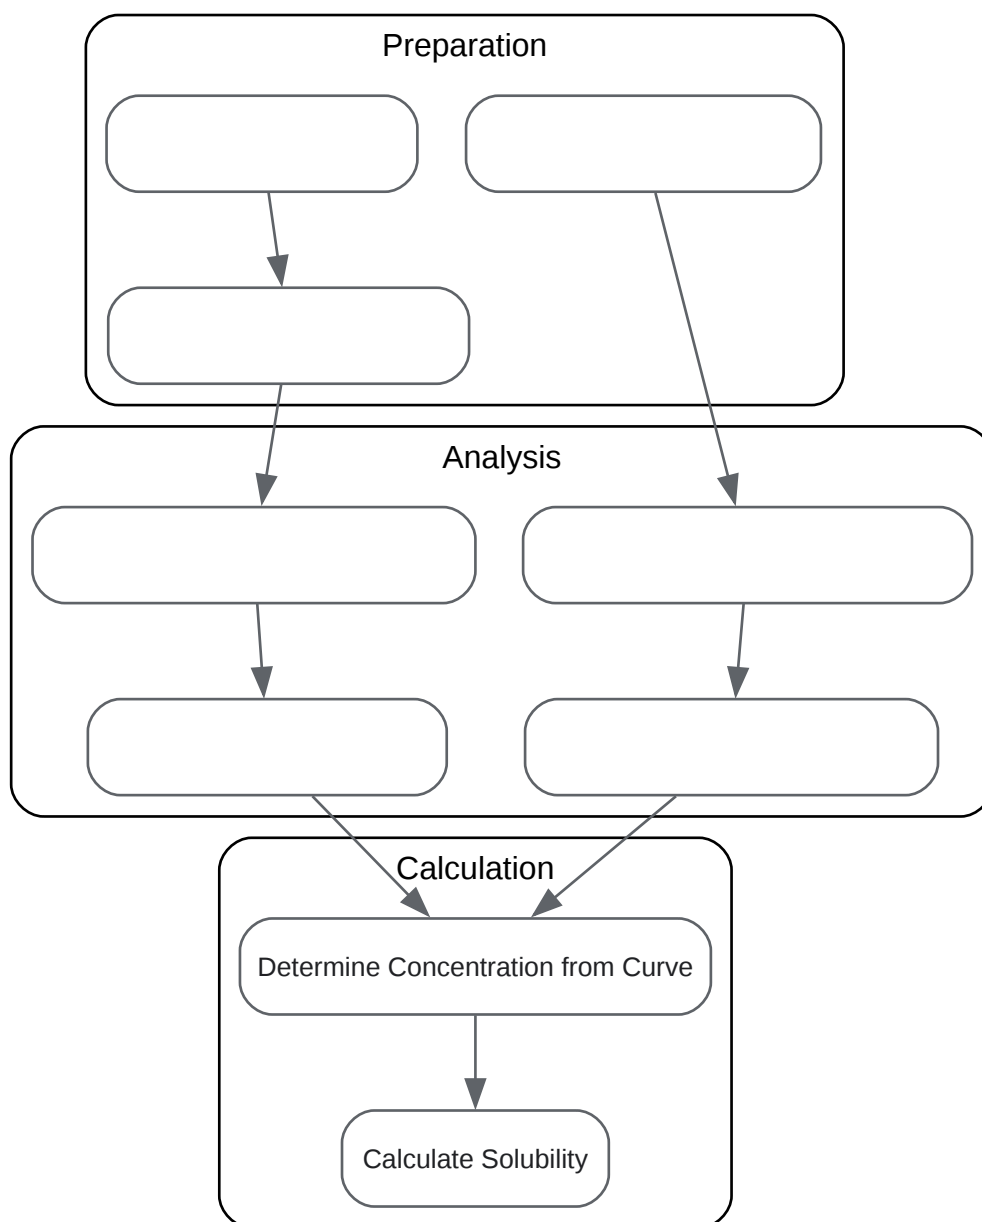 Preparation
Analysis
Calculation
Determine Concentration from Curve
Calculate Solubility